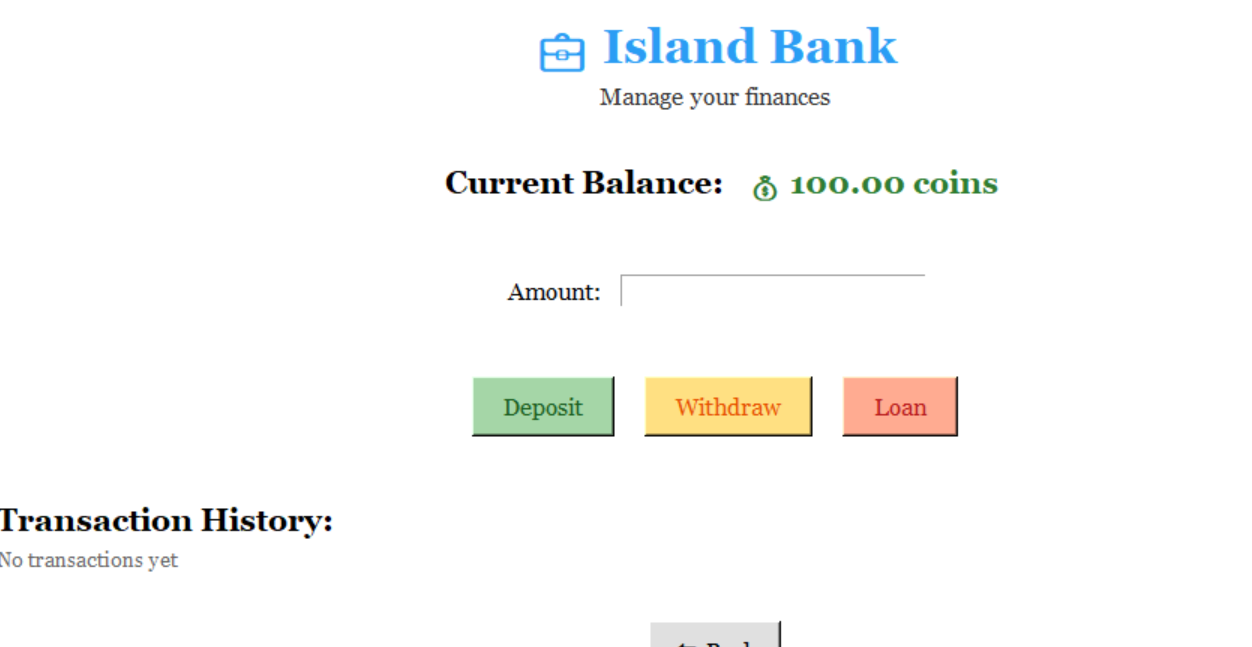 Island Bank
Manage your finances
Current Balance: 100.00 coins
Amount:
Deposit Withdraw Loan
Transaction History:
No transactions yet